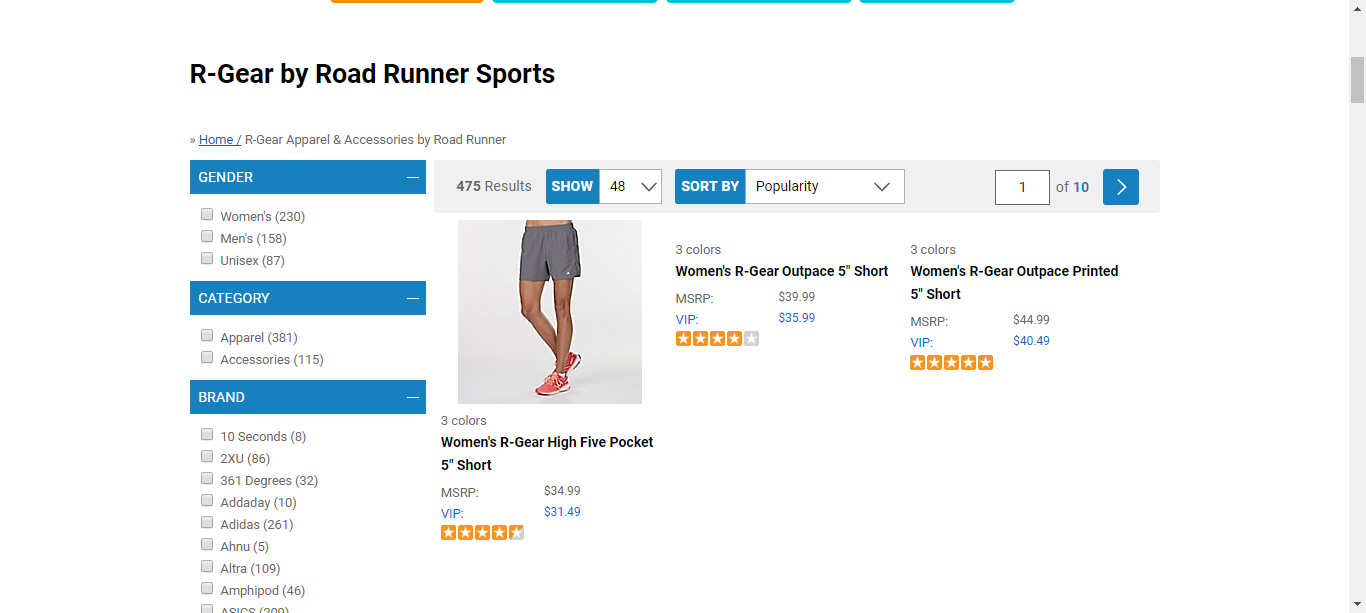 R-Gear by Road Runner Sports
» Home / R-Gear Apparel & Accessories by Road Runner
GENDER
Women's (230)
Men's (158)
Unisex (87)
CATEGORY
Apparel (381)
Accessories (115)
BRAND
10 Seconds (8)
2XU (86)
361 Degrees (32)
Addaday (10)
Adidas (261)
Ahnu (5)
Altra (109)
Amphipod (46)
ASICS (209)
475 Results SHOW 48 SORT BY Popularity 1 of 10
3 colors
Women's R-Gear High Five Pocket
5" Short
MSRP: $34.99
VIP: $31.49
3 colors
Women's R-Gear Outpace 5" Short
MSRP: $39.99
VIP: $35.99
3 colors
Women's R-Gear Outpace Printed
5" Short
MSRP: $44.99
VIP: $40.49